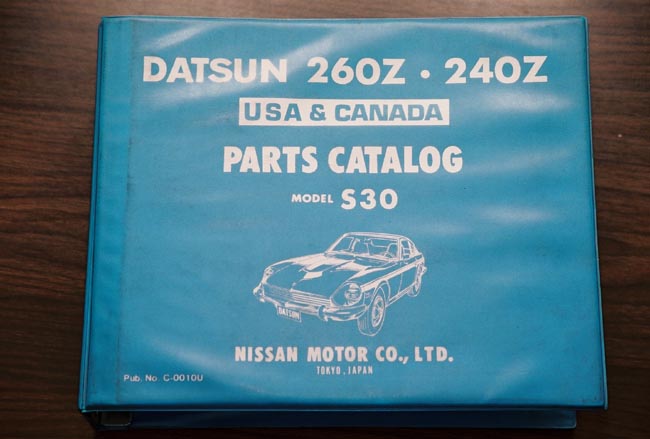 DATSUN 260Z · 240Z
USA & CANADA
PARTS CATALOG
MODEL S30
DATSUN
NISSAN MOTOR CO., LTD.
TOKYO, JAPAN
Pub. No. C-0010U